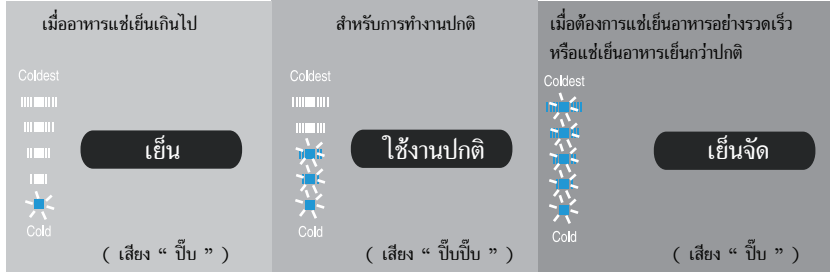 เมื่ออาหารแช่เย็นเกินไป
Coldest
เย็น
Cold
( เสียง “ ปิ๊บ ” )
สำหรับการทำงานปกติ
Coldest
ใช้งานปกติ
Cold
( เสียง “ ปิ๊บปิ๊บ ” )
เมื่อต้องการแช่เย็นอาหารอย่างรวดเร็ว
หรือแช่เย็นอาหารเย็นกว่าปกติ
Coldest
เย็นจัด
Cold
( เสียง “ ปิ๊บ ” )